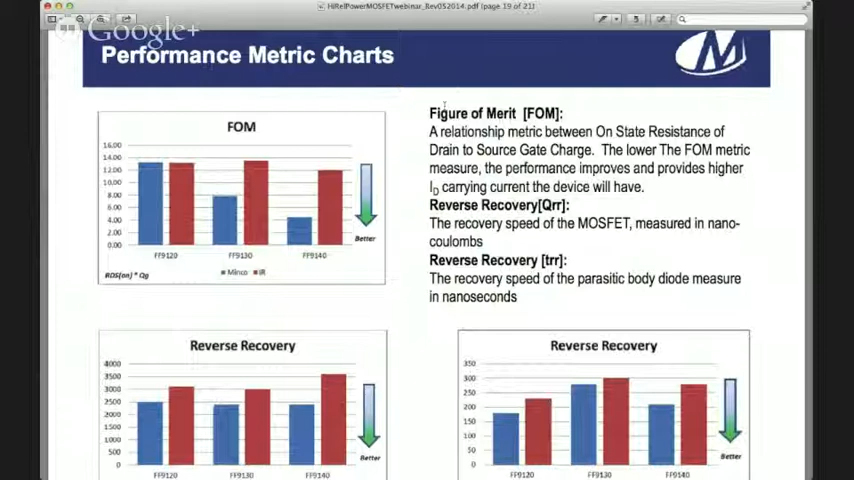 HiRelPowerMOSFETwebinar_Rev052014.pdf (page 19 of 21)
Google+
Performance Metric Charts
M
FOM
16.00
14.00
12.00
10.00
8.00
6.00
4.00
2.00
0.00
FF9120 FF9130 FF9140
Better
RDS(on) * Qg
IR
Figure of Merit [FOM]:
A relationship metric between On State Resistance of
Drain to Source Gate Charge. The lower The FOM metric
measure, the performance improves and provides higher
ID carrying current the device will have.
Reverse Recovery[Qrr]:
The recovery speed of the MOSFET, measured in nano-
coulombs
Reverse Recovery [trr]:
The recovery speed of the parasitic body diode measure
in nanoseconds
Reverse Recovery
4000
3500
3000
2500
2000
1500
1000
500
0
FF9120 FF9130 FF9140
Better
Reverse Recovery
350
300
250
200
150
100
50
0
FF9120 FF9130 FF9140
Better